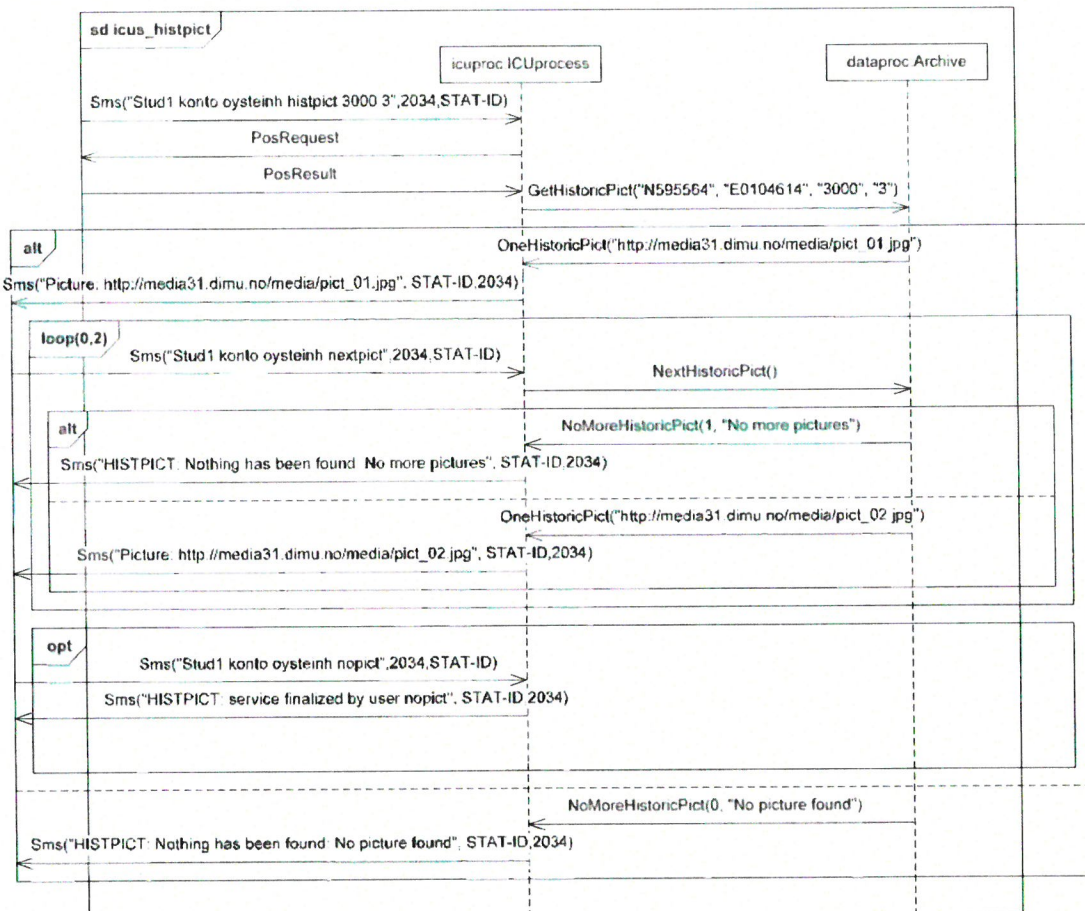 sd icus_histpict
icuproc ICUprocess
dataproc Archive
Sms("Stud1 konto oysteinh histpict 3000 3",2034,STAT-ID)
PosRequest
PosResult
GetHistoricPict("N595564", "E0104614", "3000", "3")
alt
OneHistoricPict("http://media31.dimu.no/media/pict_01 jpg")
Sms("Picture. http://media31.dimu.no/media/pict_01.jpg", STAT-ID,2034)
loop(0,2)
Sms("Stud1 konto oysteinh nextpict",2034,STAT-ID)
NextHistoricPict()
alt
NoMoreHistoricPict(1, "No more pictures")
Sms("HISTPICT: Nothing has been found No more pictures", STAT-ID,2034)
OneHistoricPict("http://media31 dimu no/media/pict_02 jpg")
Sms("Picture: http //media31 dimu no/media/pict_02 jpg", STAT-ID,2034)
opt
Sms("Stud1 konto oysteinh nopict",2034,STAT-ID)
Sms("HISTPICT: service finalized by user nopict", STAT-ID 2034)
NoMoreHistoricPict(0, "No picture found")
Sms("HISTPICT: Nothing has been found: No picture found", STAT-ID,2034)